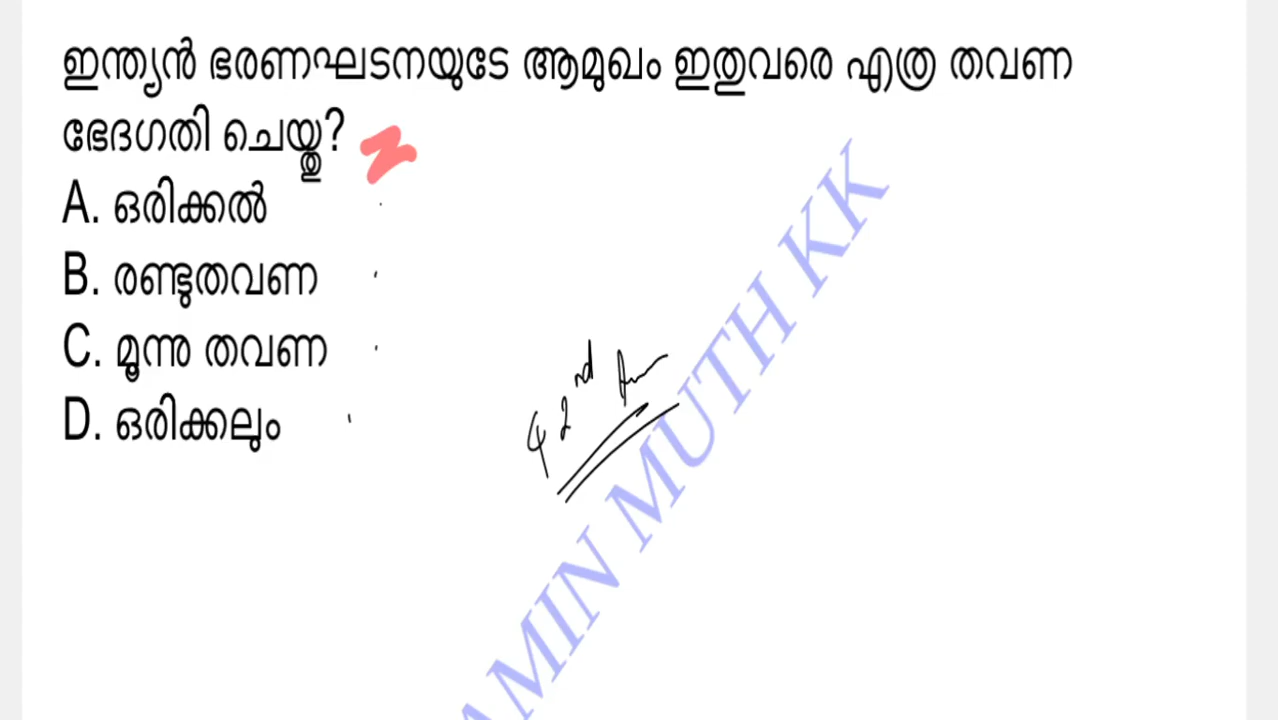 ഇന്ത്യൻ ഭരണഘടനയുടേ ആമുഖം ഇതുവരെ എത്ര തവണ
ഭേദഗതി ചെയ്തു?
A. ഒരിക്കൽ
B. രണ്ടുതവണ
C. മൂന്നു തവണ
D. ഒരിക്കലും
42nd
AMIN MUTH KK